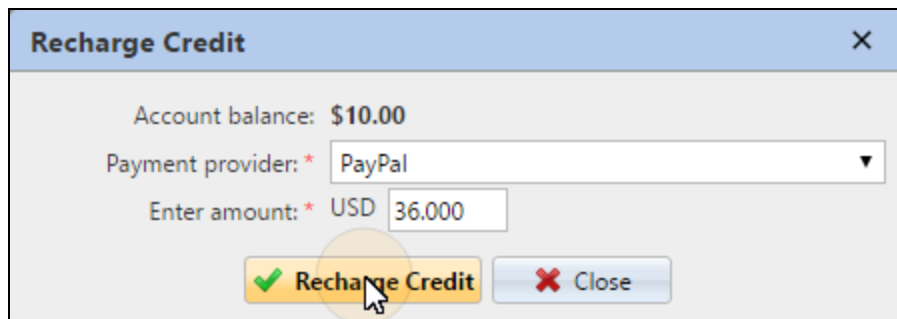 Recharge Credit
Account balance: $10.00
Payment provider: * PayPal
Enter amount: * USD 36.000
Recharge Credit Close